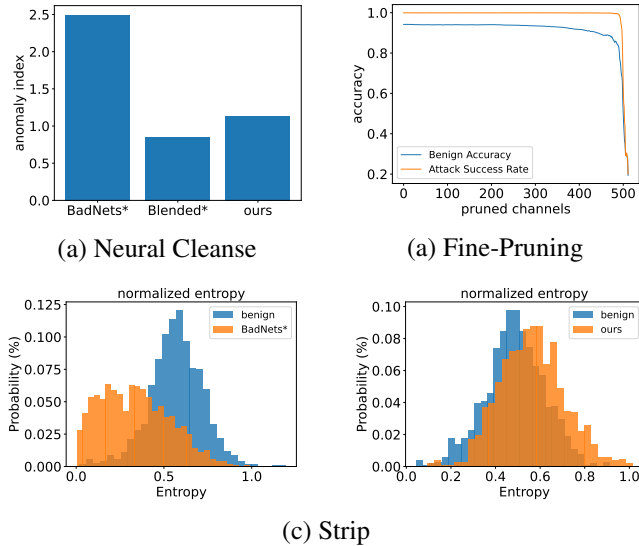 2.5
2.0
1.5
1.0
0.5
0.0
anomaly index
BadNets*
Blended*
ours
(a) Neural Cleanse
1.0
0.8
0.6
0.4
0.2
accuracy
Benign Accuracy
Attack Success Rate
0
100
200
300
400
500
pruned channels
(a) Fine-Pruning
normalized entropy
0.125
0.100
0.075
0.050
0.025
0.000
Probability (%)
benign
BadNets*
0.0
0.5
1.0
Entropy
normalized entropy
0.10
0.08
0.06
0.04
0.02
0.00
Probability (%)
benign
ours
0.0
0.2
0.4
0.6
0.8
1.0
Entropy
(c) Strip